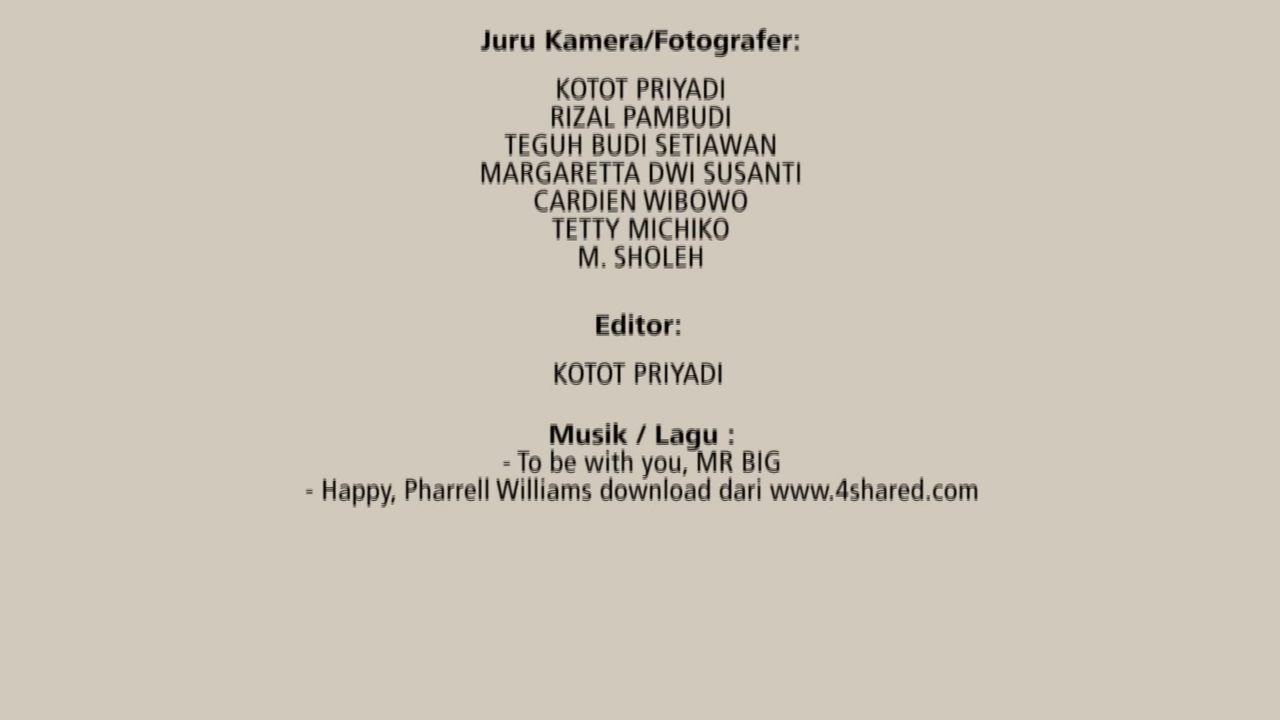 Juru Kamera/Fotografer:
KOTOT PRIYADI
RIZAL PAMBUDI
TEGUH BUDI SETIAWAN
MARGARETTA DWI SUSANTI
CARDIEN WIBOWO
TETTY MICHIKO
M. SHOLEH
Editor:
KOTOT PRIYADI
Musik / Lagu :
- To be with you, MR BIG
- Happy, Pharrell Williams download dari www.4shared.com